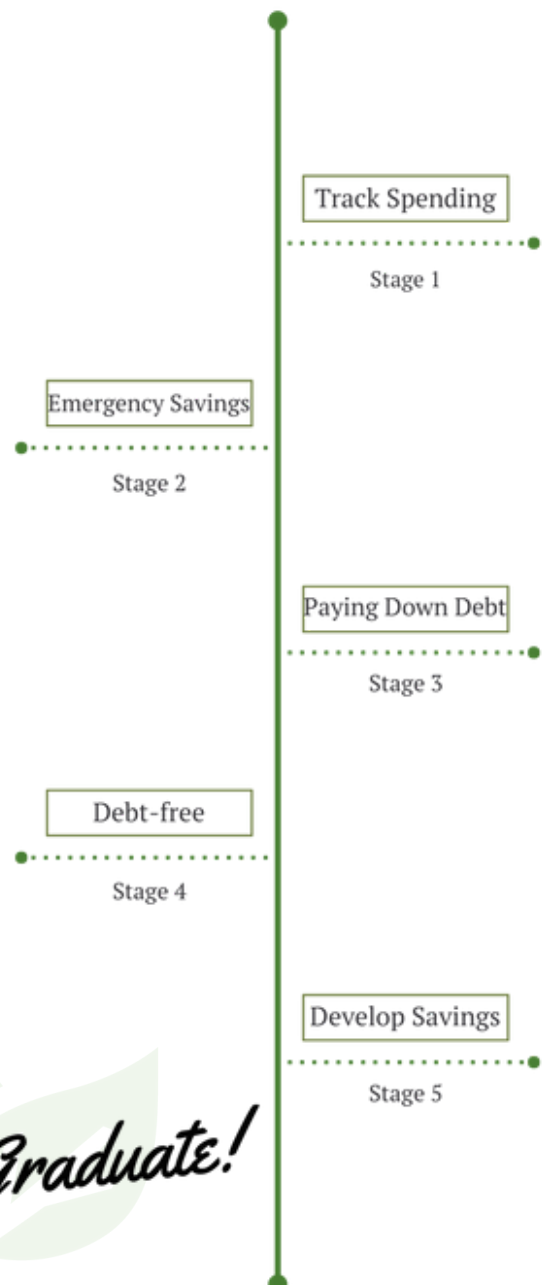 Track Spending
Stage 1
Emergency Savings
Stage 2
Paying Down Debt
Stage 3
Debt-free
Stage 4
Develop Savings
Stage 5
Graduate!